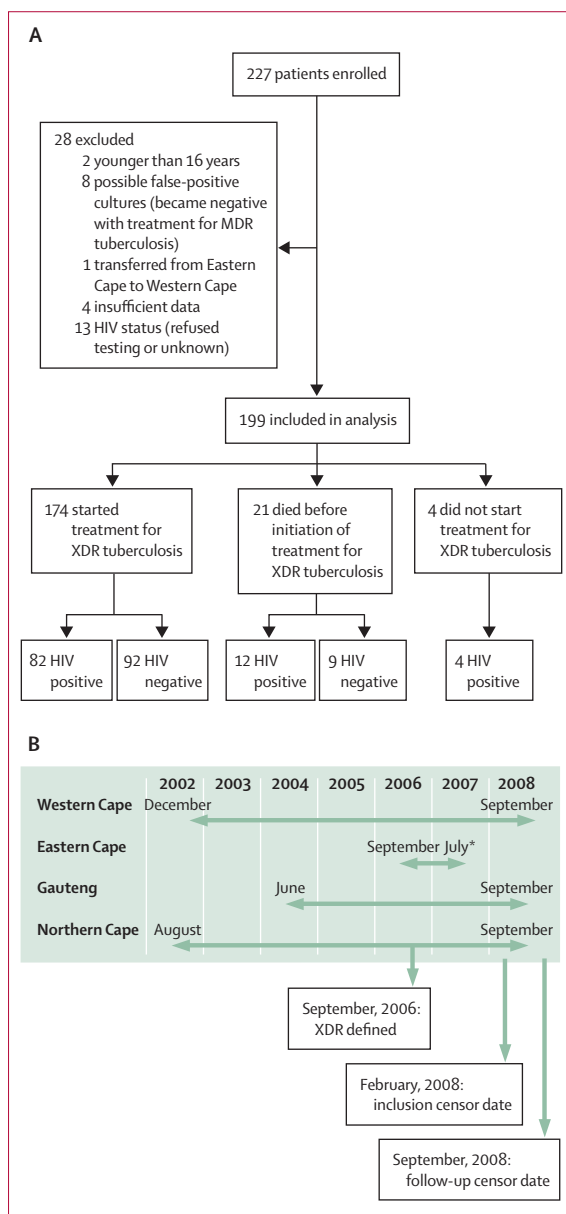 A
227 patients enrolled
28 excluded
2 younger than 16 years
8 possible false-positive
cultures (became negative
with treatment for MDR
tuberculosis)
1 transferred from Eastern
Cape to Western Cape
4 insufficient data
13 HIV status (refused
testing or unknown)
199 included in analysis
174 started
treatment for
XDR tuberculosis
21 died before
initiation of
treatment for
XDR tuberculosis
4 did not start
treatment for
XDR tuberculosis
82 HIV
positive
92 HIV
negative
12 HIV
positive
9 HIV
negative
4 HIV
positive
B
2002 2003 2004 2005 2006 2007 2008
Western Cape December September
Eastern Cape September July*
Gauteng June September
Northern Cape August September
September, 2006:
XDR defined
February, 2008:
inclusion censor date
September, 2008:
follow-up censor date